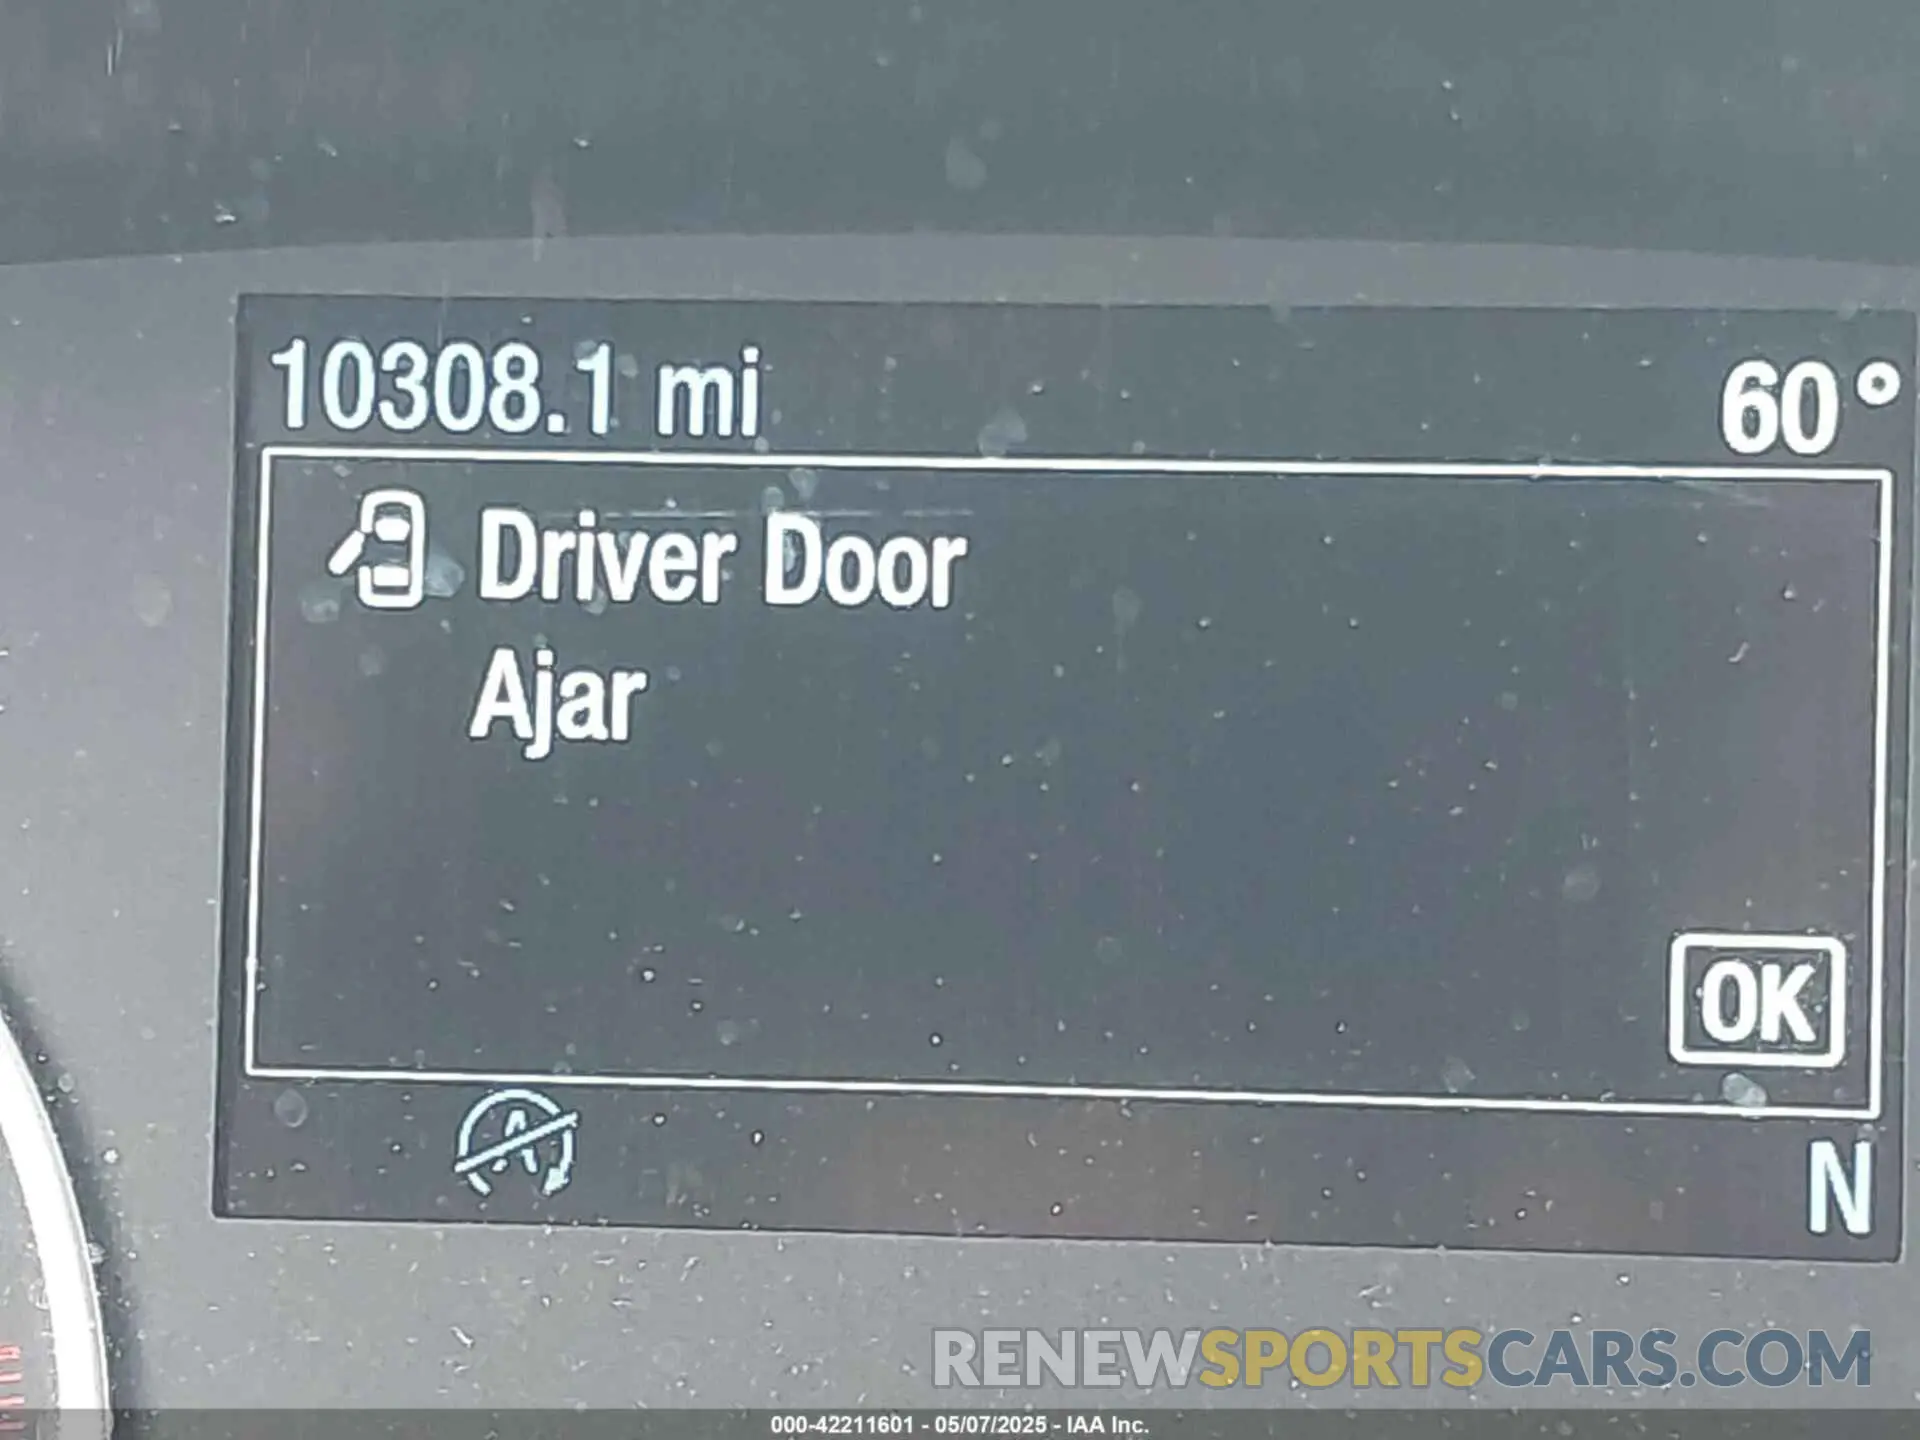 10308.1 mi 60°
Driver Door
Ajar
OK
A
N
RENEWSPORTSCARS.COM
000-42211601 - 05/07/2025 - IAA Inc.